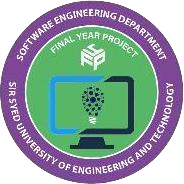 SOFTWARE ENGINEERING DEPARTMENT
FINAL YEAR PROJECT
SIR SYED UNIVERSITY OF ENGINEERING AND TECHNOLOGY